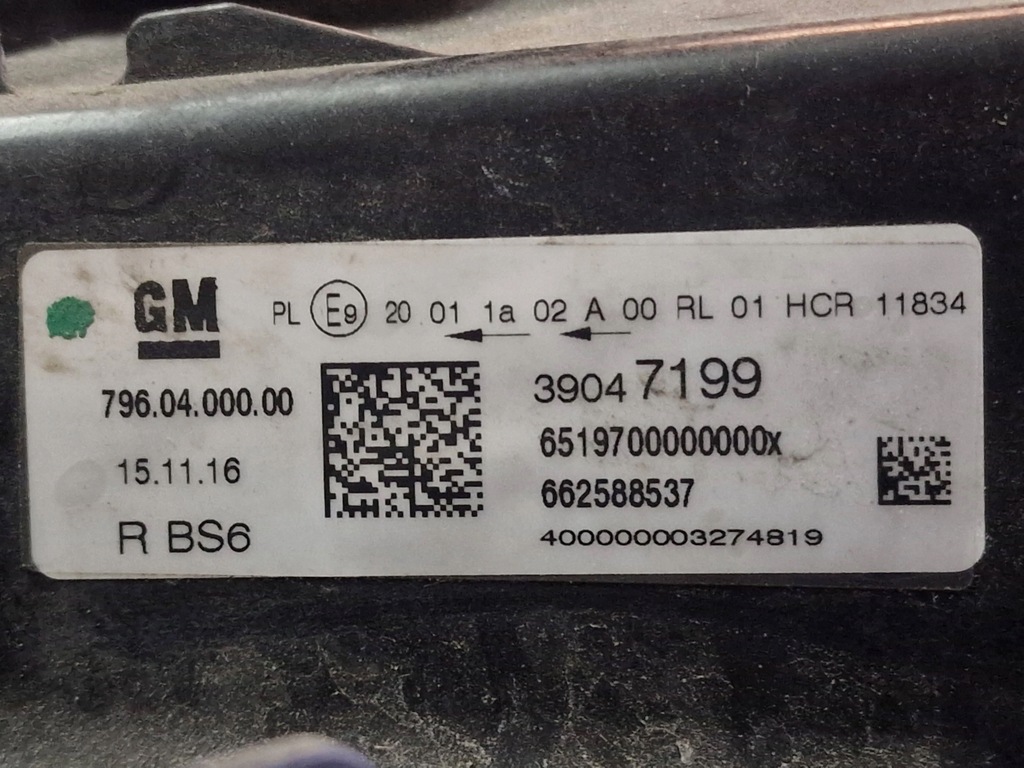 GM PL E9 20 01 1a 02 A 00 RL 01 HCR 11834
796.04.000.00
15.11.16
R BS6
39047199
6519700000000x
662588537
400000003274819